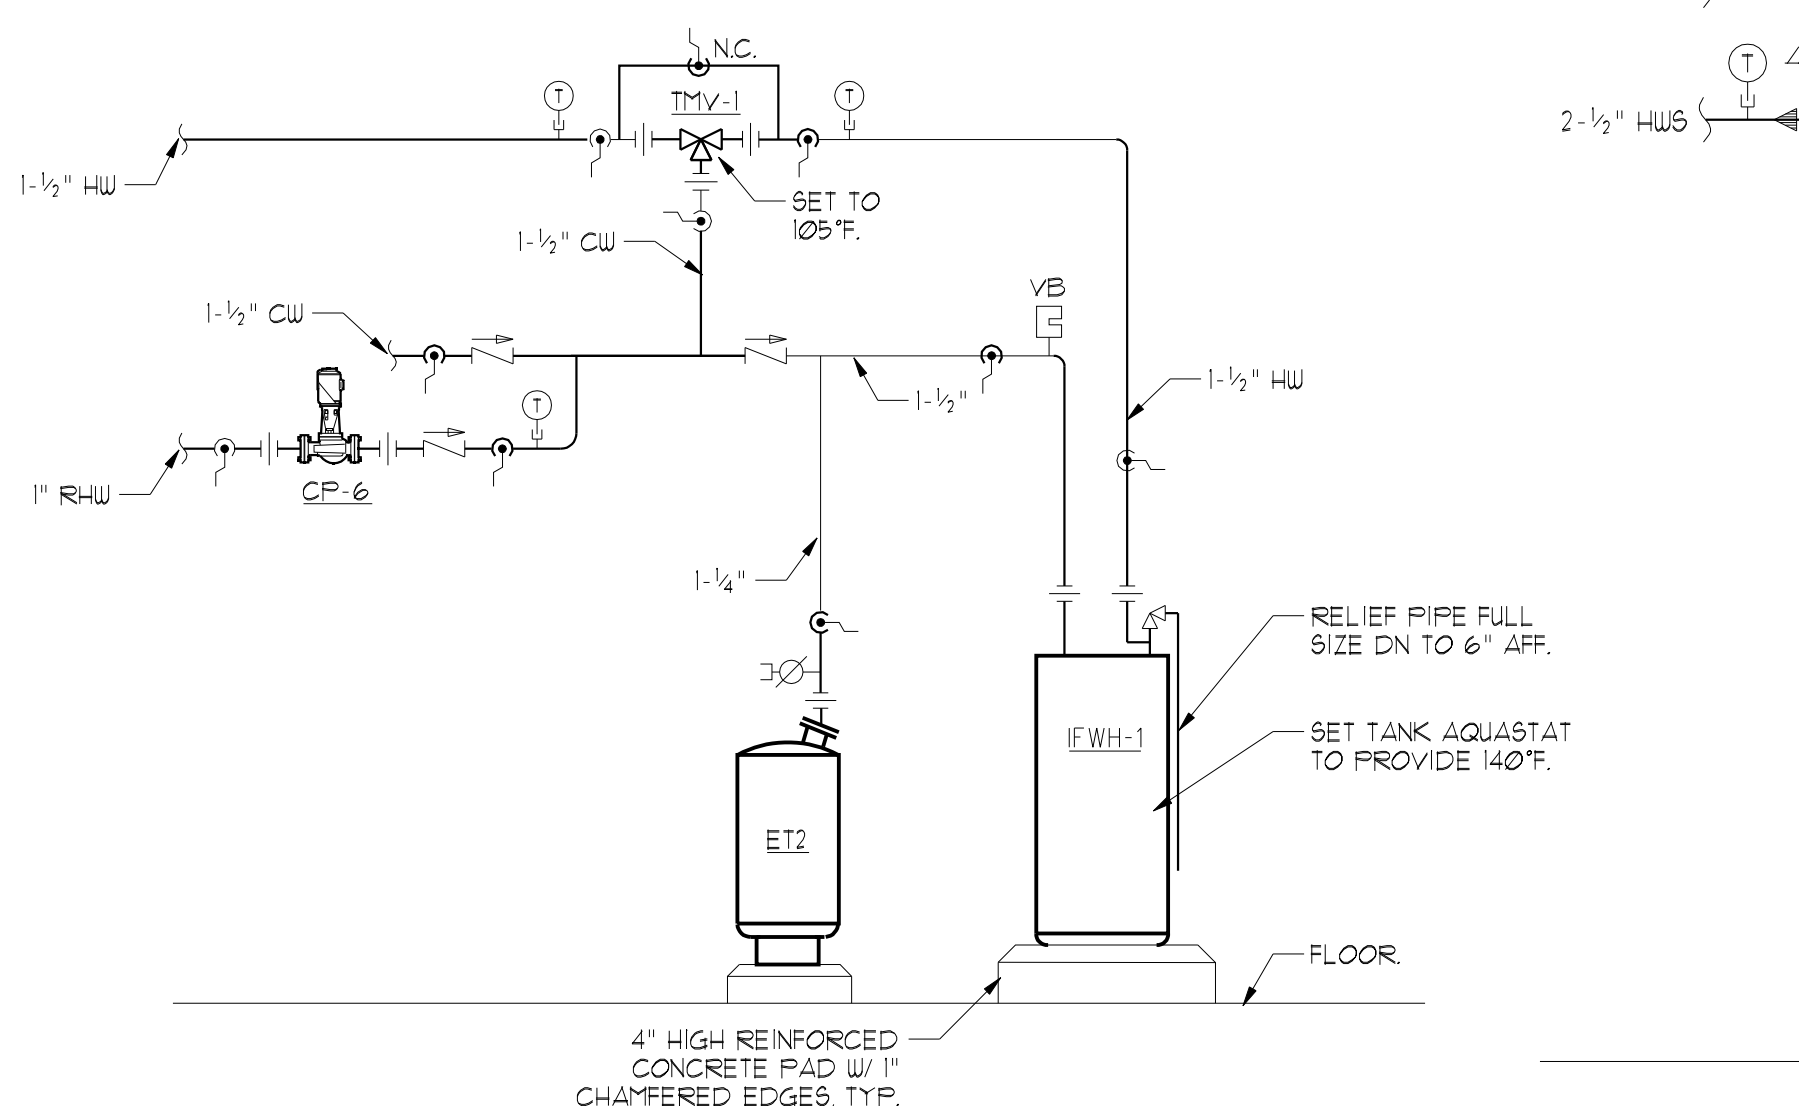 N.C.
T
TMV-1
T
T
2-1/2" HWS
1-1/2" HW
SET TO
105°F.
1-1/2" CW
VB
1-1/2" CW
1-1/2" HW
1-1/2"
T
1" RHW
CP-6
1-1/4"
RELIEF PIPE FULL
SIZE DN TO 6" AFF.
IFWH-1
SET TANK AQUASTAT
TO PROVIDE 140°F.
ET2
FLOOR.
4" HIGH REINFORCED
CONCRETE PAD W/ 1"
CHAMFERED EDGES, TYP.